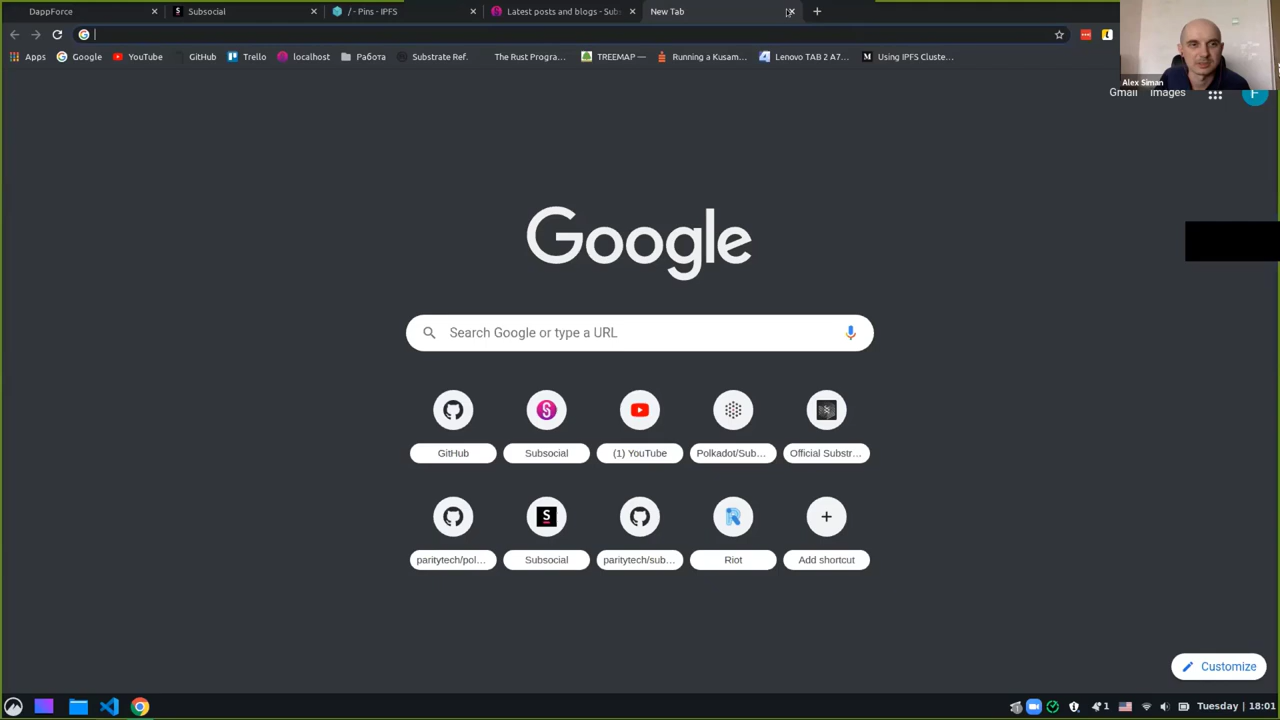 DappForce
Subsocial
/ - Pins - IPFS
Latest posts and blogs - Subs
New Tab
Apps
Google
YouTube
GitHub
Trello
localhost
Работа
Substrate Ref.
The Rust Progra...
TREEMAP —
Running a Kusam...
Lenovo TAB 2 A7...
Using IPFS Cluste...
Alex Siman
Gmail
Images
F
Google
Search Google or type a URL
GitHub
Subsocial
(1) YouTube
Polkadot/Sub...
Official Substr...
paritytech/pol...
Subsocial
paritytech/sub...
Riot
Add shortcut
Customize
1
Tuesday | 18:01